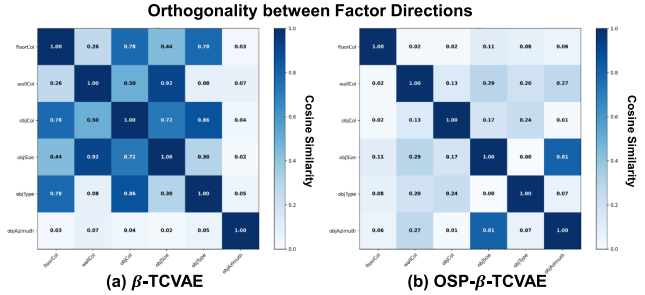 Orthogonality between Factor Directions
floorCol 1.00 0.26 0.78 0.44 0.78 0.03
wallCol 0.26 1.00 0.50 0.92 0.08 0.07
objCol 0.78 0.50 1.00 0.72 0.86 0.04
objSize 0.44 0.92 0.72 1.00 0.30 0.02
objType 0.78 0.08 0.86 0.30 1.00 0.05
objAzimuth 0.03 0.07 0.04 0.02 0.05 1.00
floorCol wallCol objCol objSize objType objAzimuth
1.0
0.8
0.6
0.4
0.2
0.0
Cosine Similarity
(a) β-TCVAE
floorCol 1.00 0.02 0.02 0.11 0.08 0.06
wallCol 0.02 1.00 0.13 0.29 0.20 0.27
objCol 0.02 0.13 1.00 0.17 0.24 0.01
objSize 0.11 0.29 0.17 1.00 0.00 0.81
objType 0.08 0.20 0.24 0.00 1.00 0.07
objAzimuth 0.06 0.27 0.01 0.81 0.07 1.00
floorCol wallCol objCol objSize objType objAzimuth
1.0
0.8
0.6
0.4
0.2
0.0
Cosine Similarity
(b) OSP-β-TCVAE